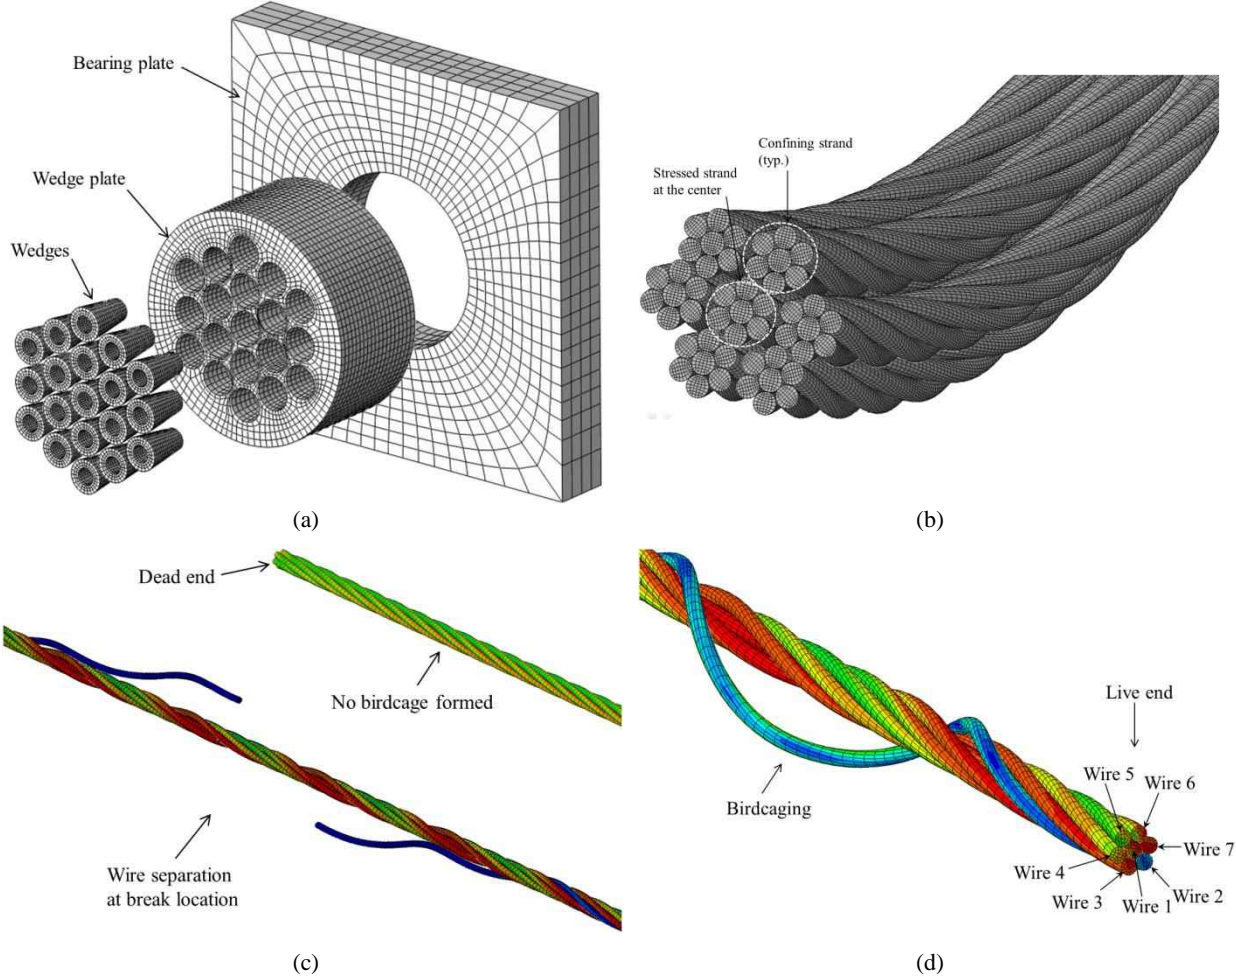 Bearing plate
Wedge plate
Wedges
(a)
Confining strand
(typ.)
Stressed strand
at the center
(b)
Dead end
No birdcage formed
Wire separation
at break location
(c)
Live end
Birdcaging
Wire 5
Wire 6
Wire 7
Wire 4
Wire 3
Wire 1
Wire 2
(d)